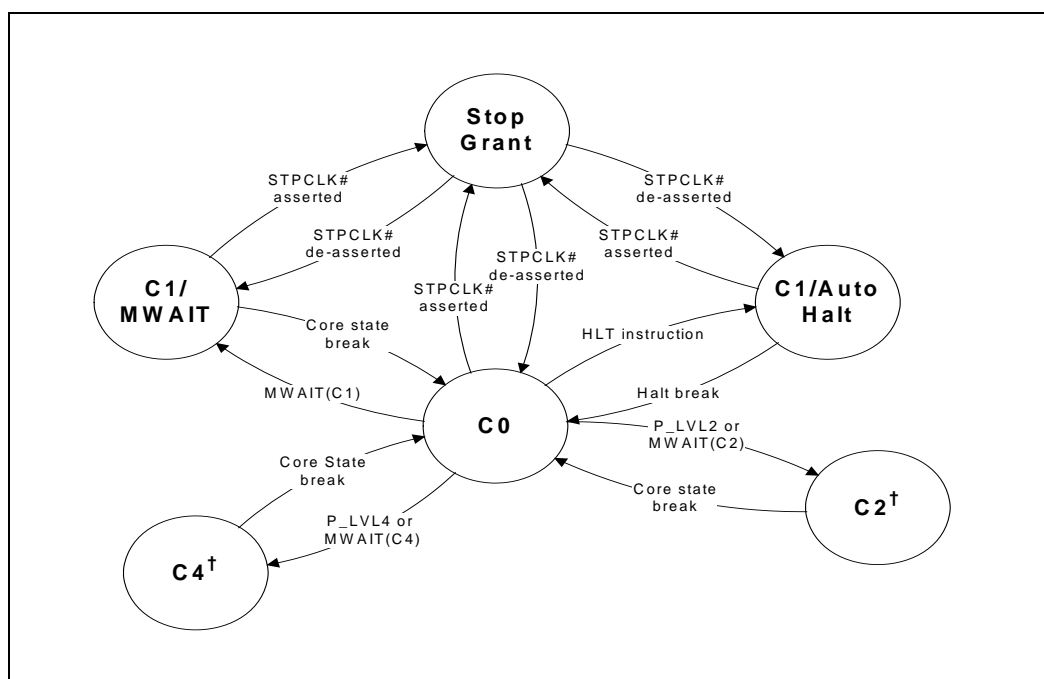 Stop
Grant
STPCLK#
asserted
STPCLK#
de-asserted
STPCLK#
de-asserted
STPCLK#
asserted
STPCLK#
de-asserted
STPCLK#
asserted
C1/
MWAIT
C1/Auto
Halt
Core state
break
HLT instruction
MWAIT(C1)
Halt break
C0
P_LVL2 or
MWAIT(C2)
Core State
break
Core state
break
C2†
P_LVL4 or
MWAIT(C4)
C4†